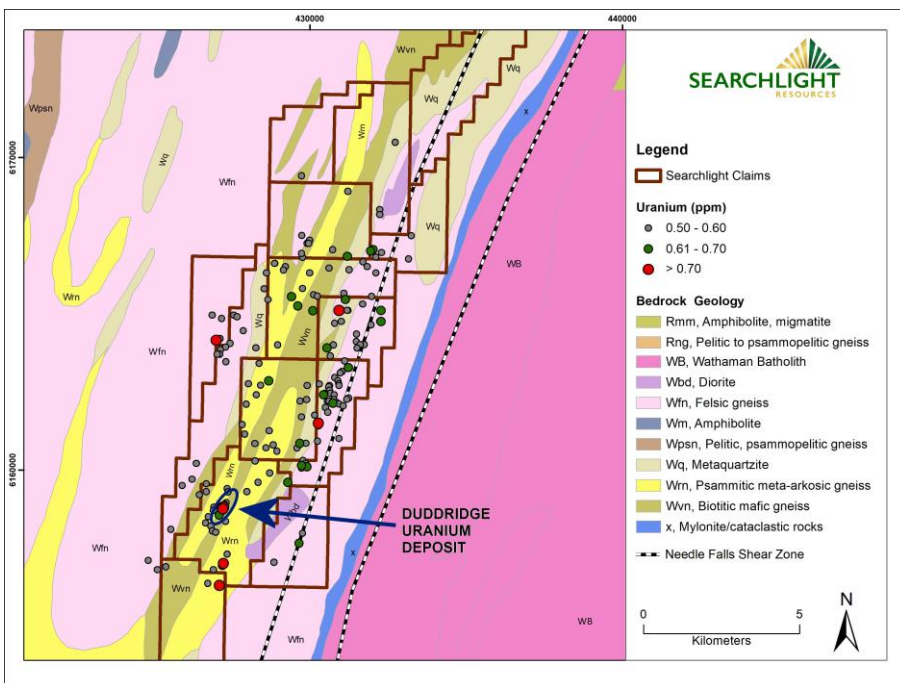 430000
440000
6170000
6160000
Wvn
Wq
Wq
x
Wrn
Wpsn
Wq
Wfn
Wfn
Wq
WB
Wrn
Wq
Wvn
Wfn
Wrn
Wbd
Wfn
Wrn
Wvn
x
Wfn
WB
DUDDRIDGE
URANIUM
DEPOSIT
SEARCHLIGHT
RESOURCES
Legend
Searchlight Claims
Uranium (ppm)
0.50 - 0.60
0.61 - 0.70
> 0.70
Bedrock Geology
Rmm, Amphibolite, migmatite
Rng, Pelitic to psammopelitic gneiss
WB, Wathaman Batholith
Wbd, Diorite
Wfn, Felsic gneiss
Wm, Amphibolite
Wpsn, Pelitic, psammopelitic gneiss
Wq, Metaquartzite
Wrn, Psammitic meta-arkosic gneiss
Wvn, Biotitic mafic gneiss
x, Mylonite/cataclastic rocks
Needle Falls Shear Zone
0 5
Kilometers
N